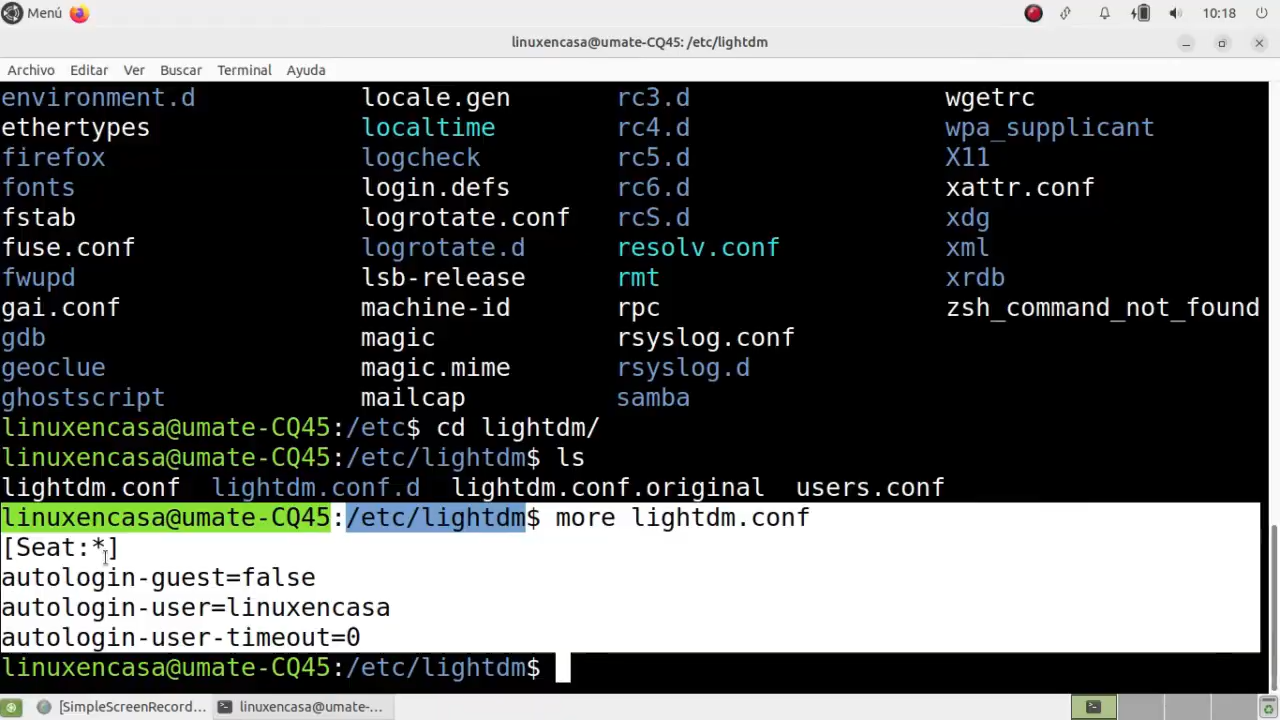 Menú 10:18
linuxencasa@umate-CQ45: /etc/lightdm
Archivo Editar Ver Buscar Terminal Ayuda
environment.d locale.gen rc3.d wgetrc
ethertypes localtime rc4.d wpa_supplicant
firefox logcheck rc5.d X11
fonts login.defs rc6.d xattr.conf
fstab logrotate.conf rcS.d xdg
fuse.conf logrotate.d resolv.conf xml
fwupd lsb-release rmt xrdb
gai.conf machine-id rpc zsh_command_not_found
gdb magic rsyslog.conf
geoclue magic.mime rsyslog.d
ghostscript mailcap samba
linuxencasa@umate-CQ45:/etc$ cd lightdm/
linuxencasa@umate-CQ45:/etc/lightdm$ ls
lightdm.conf lightdm.conf.d lightdm.conf.original users.conf
linuxencasa@umate-CQ45:/etc/lightdm$ more lightdm.conf
[Seat:*]
autologin-guest=false
autologin-user=linuxencasa
autologin-user-timeout=0
linuxencasa@umate-CQ45:/etc/lightdm$
[SimpleScreenRecord... linuxencasa@umate-...